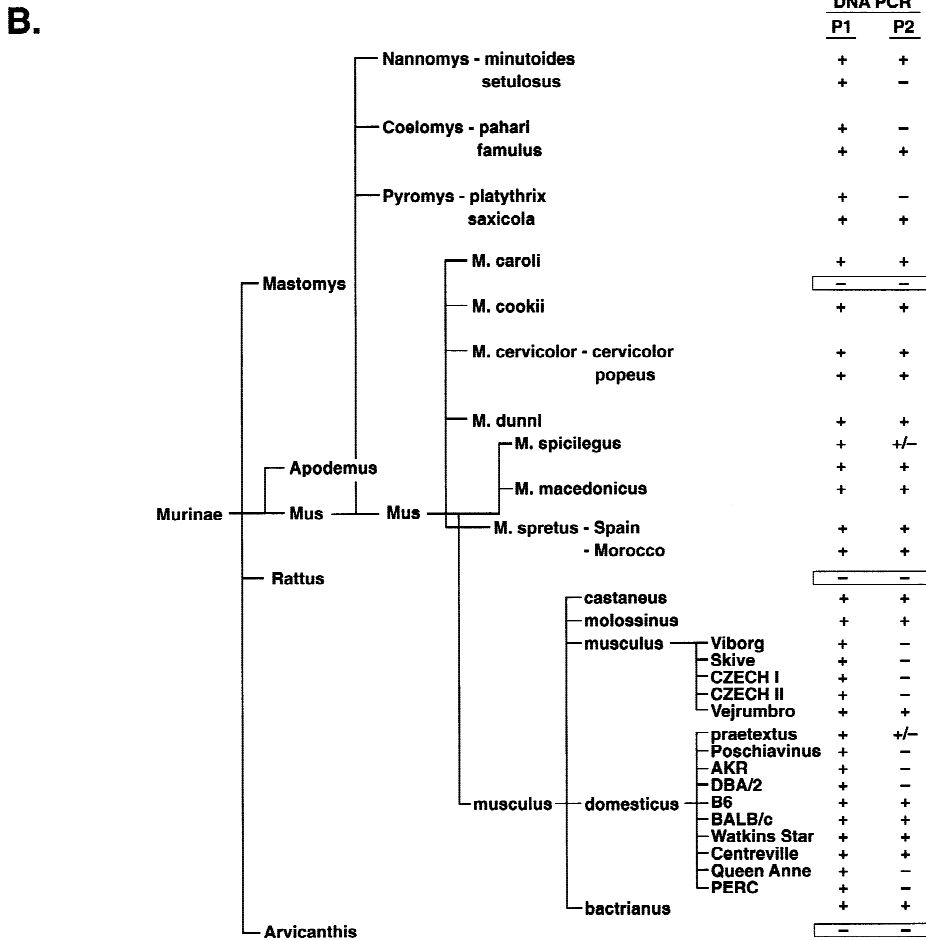 B.
DNA PCR
P1 P2
Nannomys - minutoides + +
setulosus + –
Coelomys - pahari + –
famulus + +
Pyromys - platythrix + –
saxicola + +
M. caroli + +
Mastomys – –
M. cookii + +
M. cervicolor - cervicolor + +
popeus + +
M. dunni + +
M. spicilegus + +/–
Apodemus + +
M. macedonicus + +
Murinae Mus Mus
M. spretus - Spain + +
- Morocco + +
Rattus – –
castaneus + +
molossinus + +
musculus Viborg + –
Skive + –
CZECH I + –
CZECH II + –
Vejrumbro + +
praetextus + +/–
Poschiavinus + –
AKR + –
DBA/2 + –
musculus domesticus B6 + +
BALB/c + +
Watkins Star + +
Centreville + +
Queen Anne + –
PERC + –
bactrianus + +
Arvicanthis – –